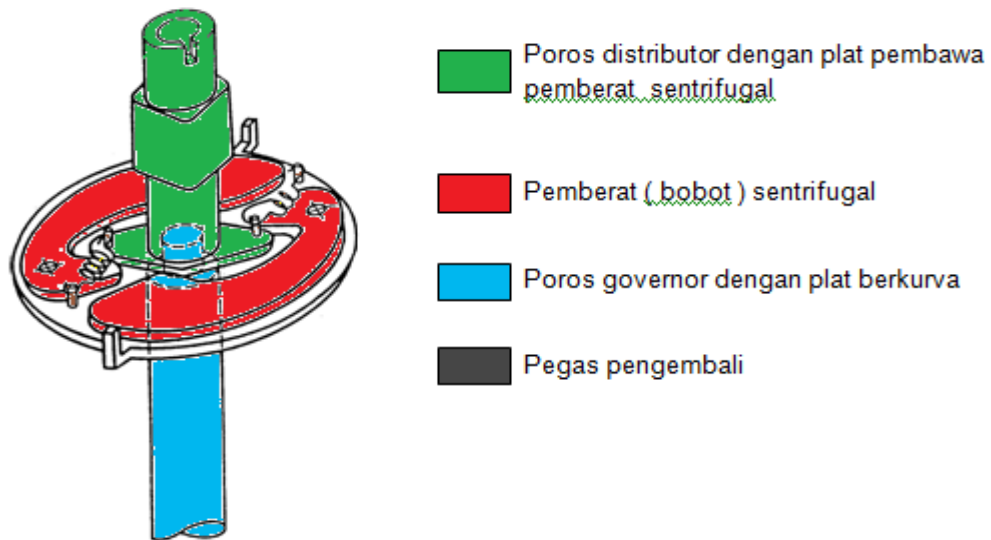 Poros distributor dengan plat pembawa
pemberat sentrifugal
Pemberat ( bobot ) sentrifugal
Poros governor dengan plat berkurva
Pegas pengembali